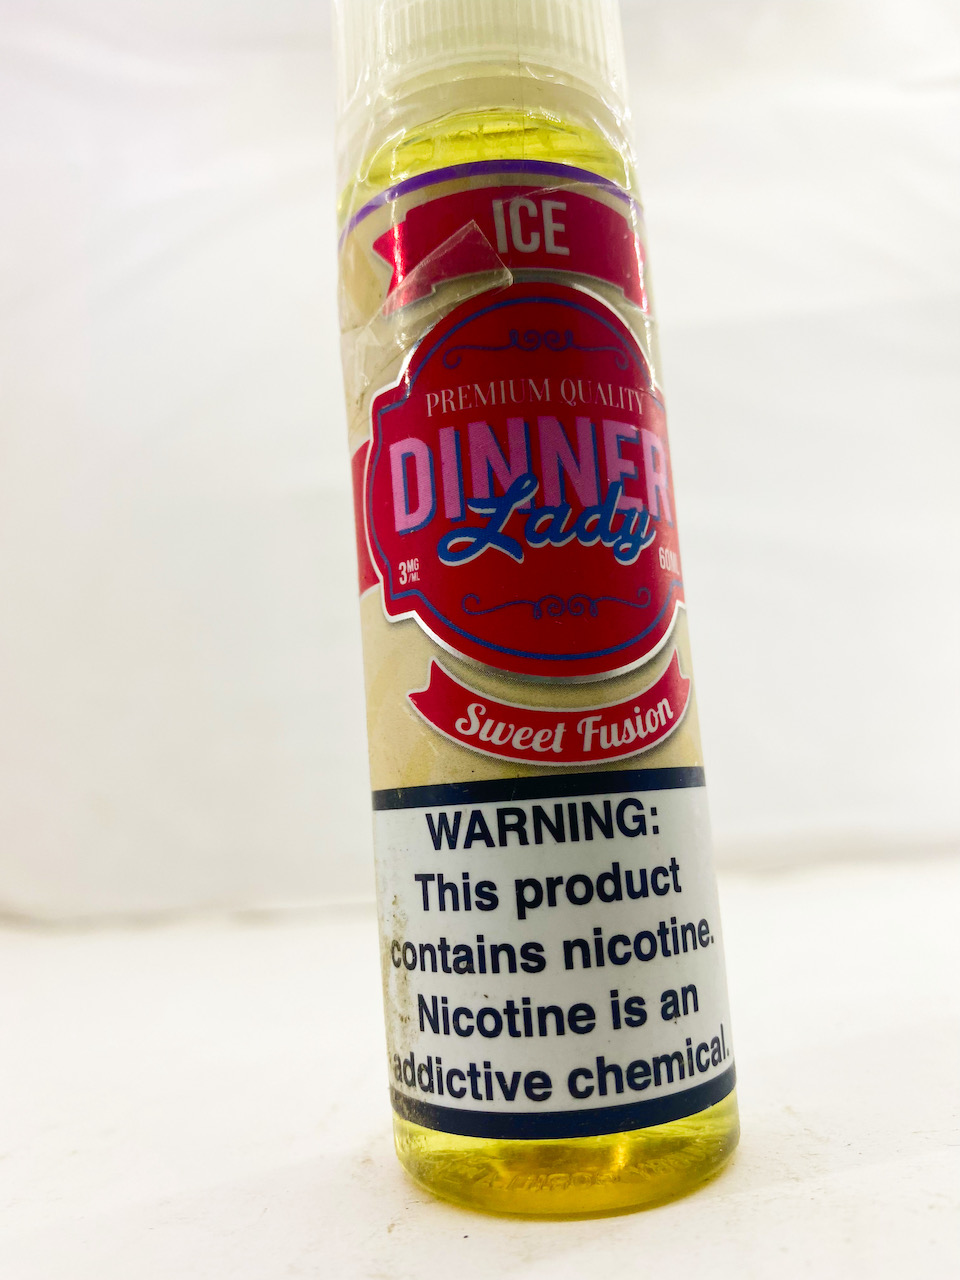 ICE
PREMIUM QUALITY
DINNER
Lady
3MG/ML
60ML
Sweet Fusion
WARNING:
This product
contains nicotine.
Nicotine is an
addictive chemical.